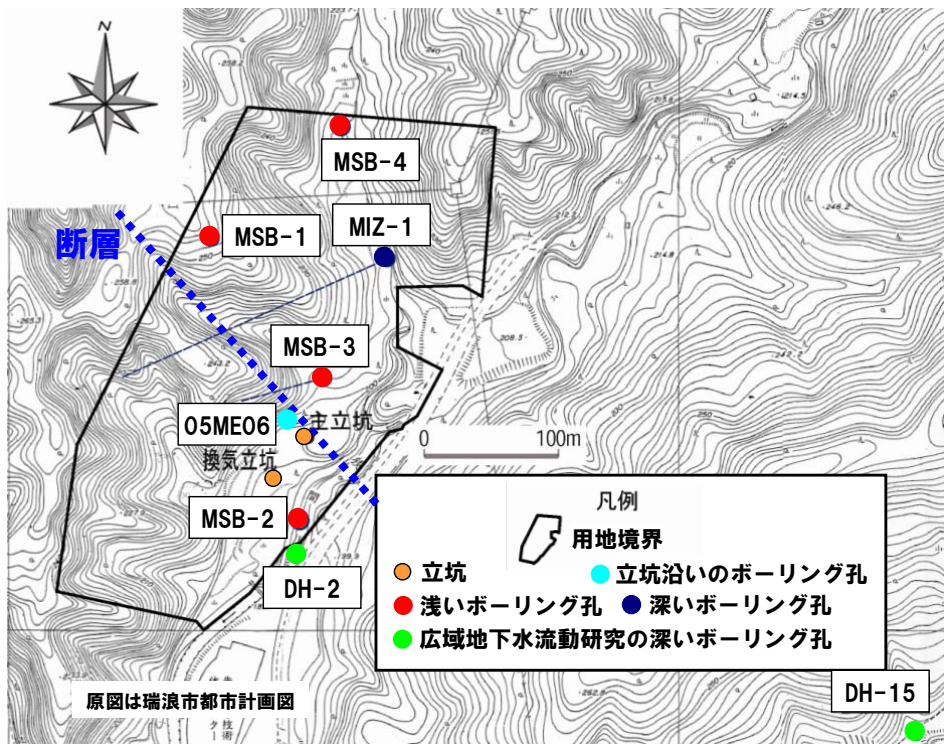 N
MSB-4
断層
MSB-1
MIZ-1
MSB-3
05ME06
主立坑
換気立坑
0 100m
MSB-2
DH-2
凡例
用地境界
立坑
立坑沿いのボーリング孔
浅いボーリング孔
深いボーリング孔
広域地下水流動研究の深いボーリング孔
DH-15
原図は瑞浪市都市計画図